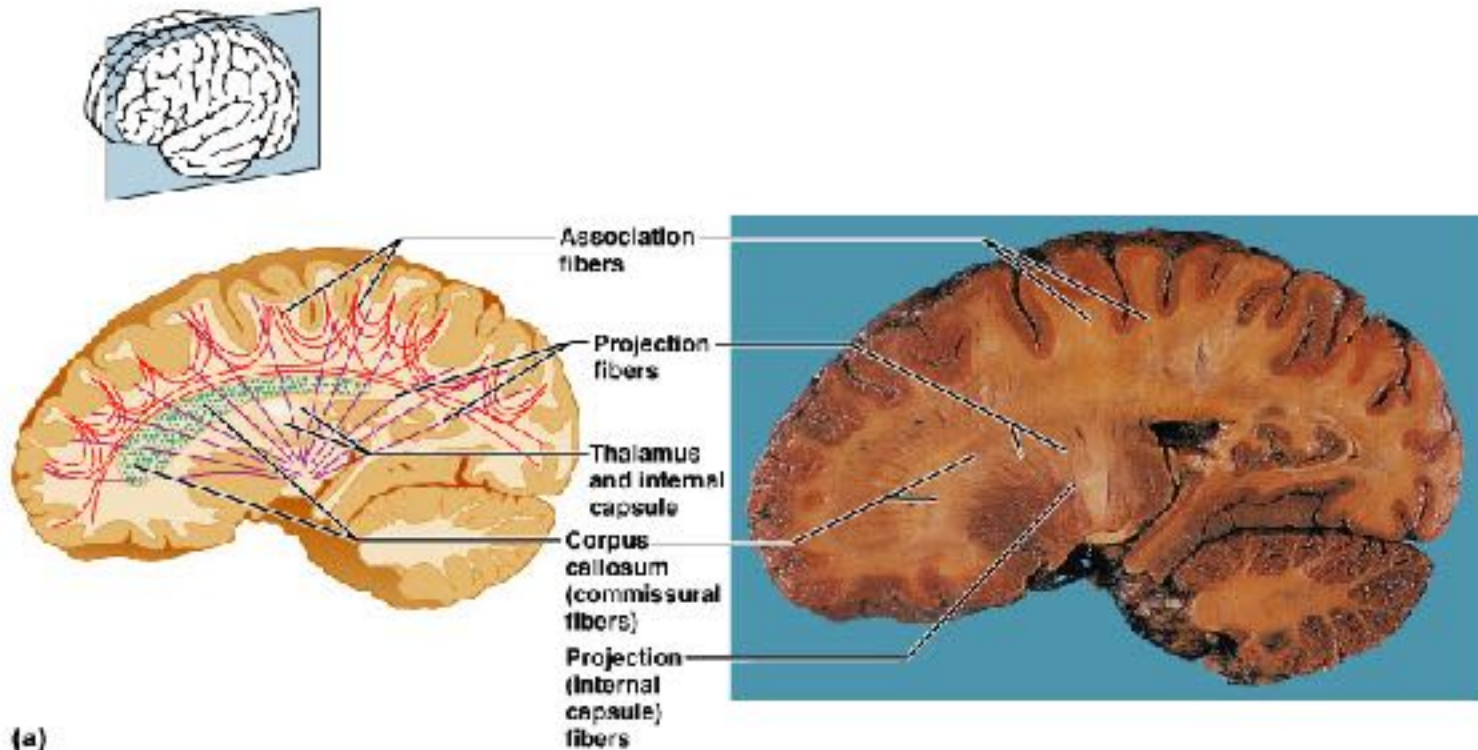 Association
fibers
Projection
fibers
Thalamus
and internal
capsule
Corpus
callosum
(commissural
fibers)
Projection
(internal
capsule)
fibers
(a)